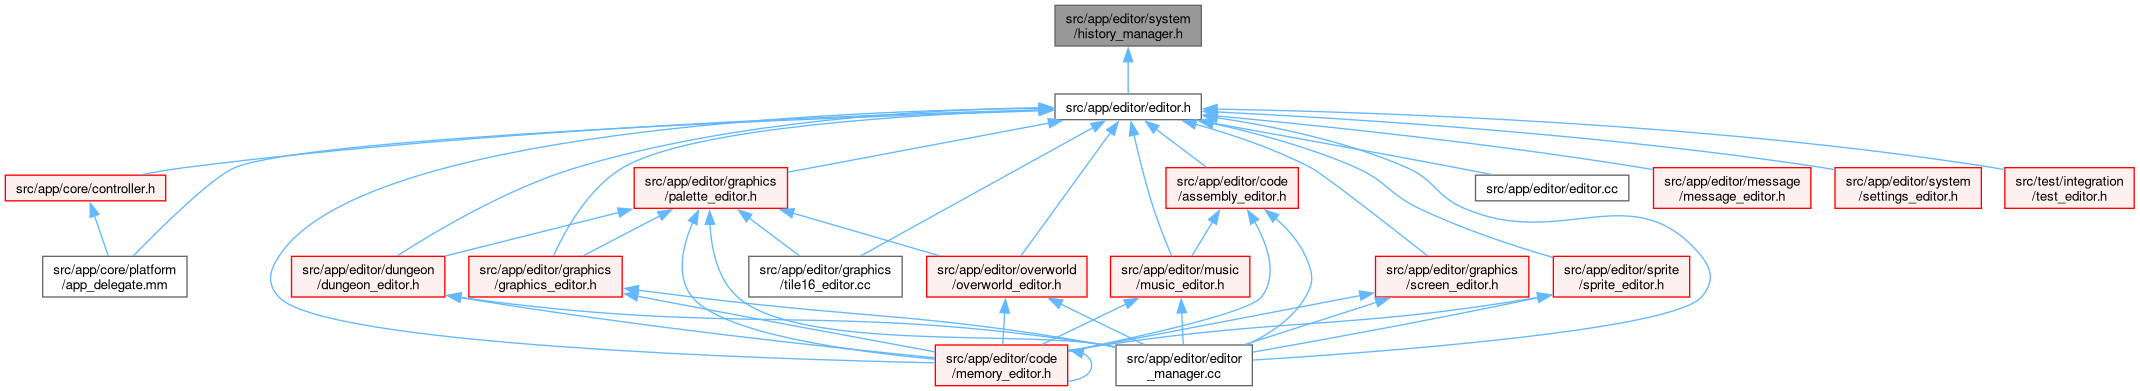 src/app/editor/system
/history_manager.h
src/app/editor/editor.h
src/app/core/controller.h
src/app/editor/graphics
/palette_editor.h
src/app/editor/code
/assembly_editor.h
src/app/editor/editor.cc
src/app/editor/message
/message_editor.h
src/app/editor/system
/settings_editor.h
src/test/integration
/test_editor.h
src/app/core/platform
/app_delegate.mm
src/app/editor/dungeon
/dungeon_editor.h
src/app/editor/graphics
/graphics_editor.h
src/app/editor/graphics
/tile16_editor.cc
src/app/editor/overworld
/overworld_editor.h
src/app/editor/music
/music_editor.h
src/app/editor/graphics
/screen_editor.h
src/app/editor/sprite
/sprite_editor.h
src/app/editor/code
/memory_editor.h
src/app/editor/editor
_manager.cc